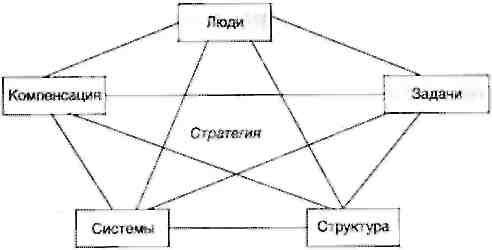 Люди
Компенсация
Задачи
Стратегия
Системы
Структура